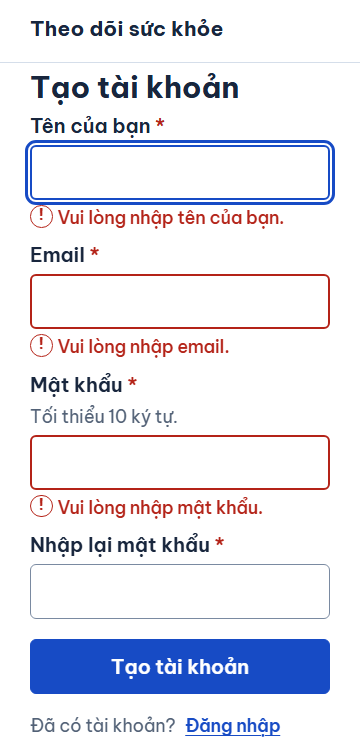 Theo dõi sức khỏe
Tạo tài khoản
Tên của bạn *
! Vui lòng nhập tên của bạn.
Email *
! Vui lòng nhập email.
Mật khẩu *
Tối thiểu 10 ký tự.
! Vui lòng nhập mật khẩu.
Nhập lại mật khẩu *
Tạo tài khoản
Đã có tài khoản? Đăng nhập